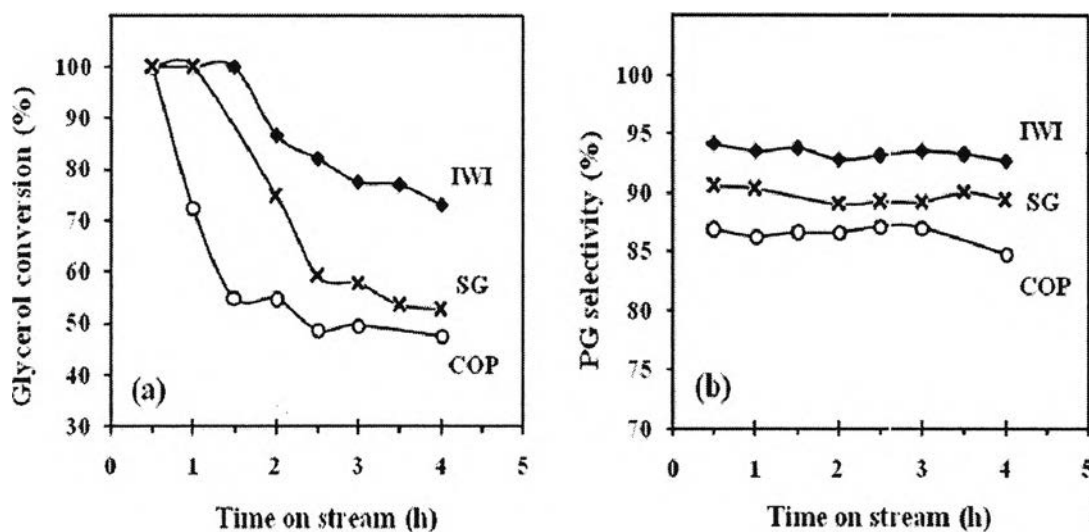 Glycerol conversion (%)
100
90
80
70
60
50
40
30
IWI
SG
COP
(a)
0 1 2 3 4 5
Time on stream (h)
PG selectivity (%)
100
95
90
85
80
75
70
IWI
SG
COP
(b)
0 1 2 3 4 5
Time on stream (h)